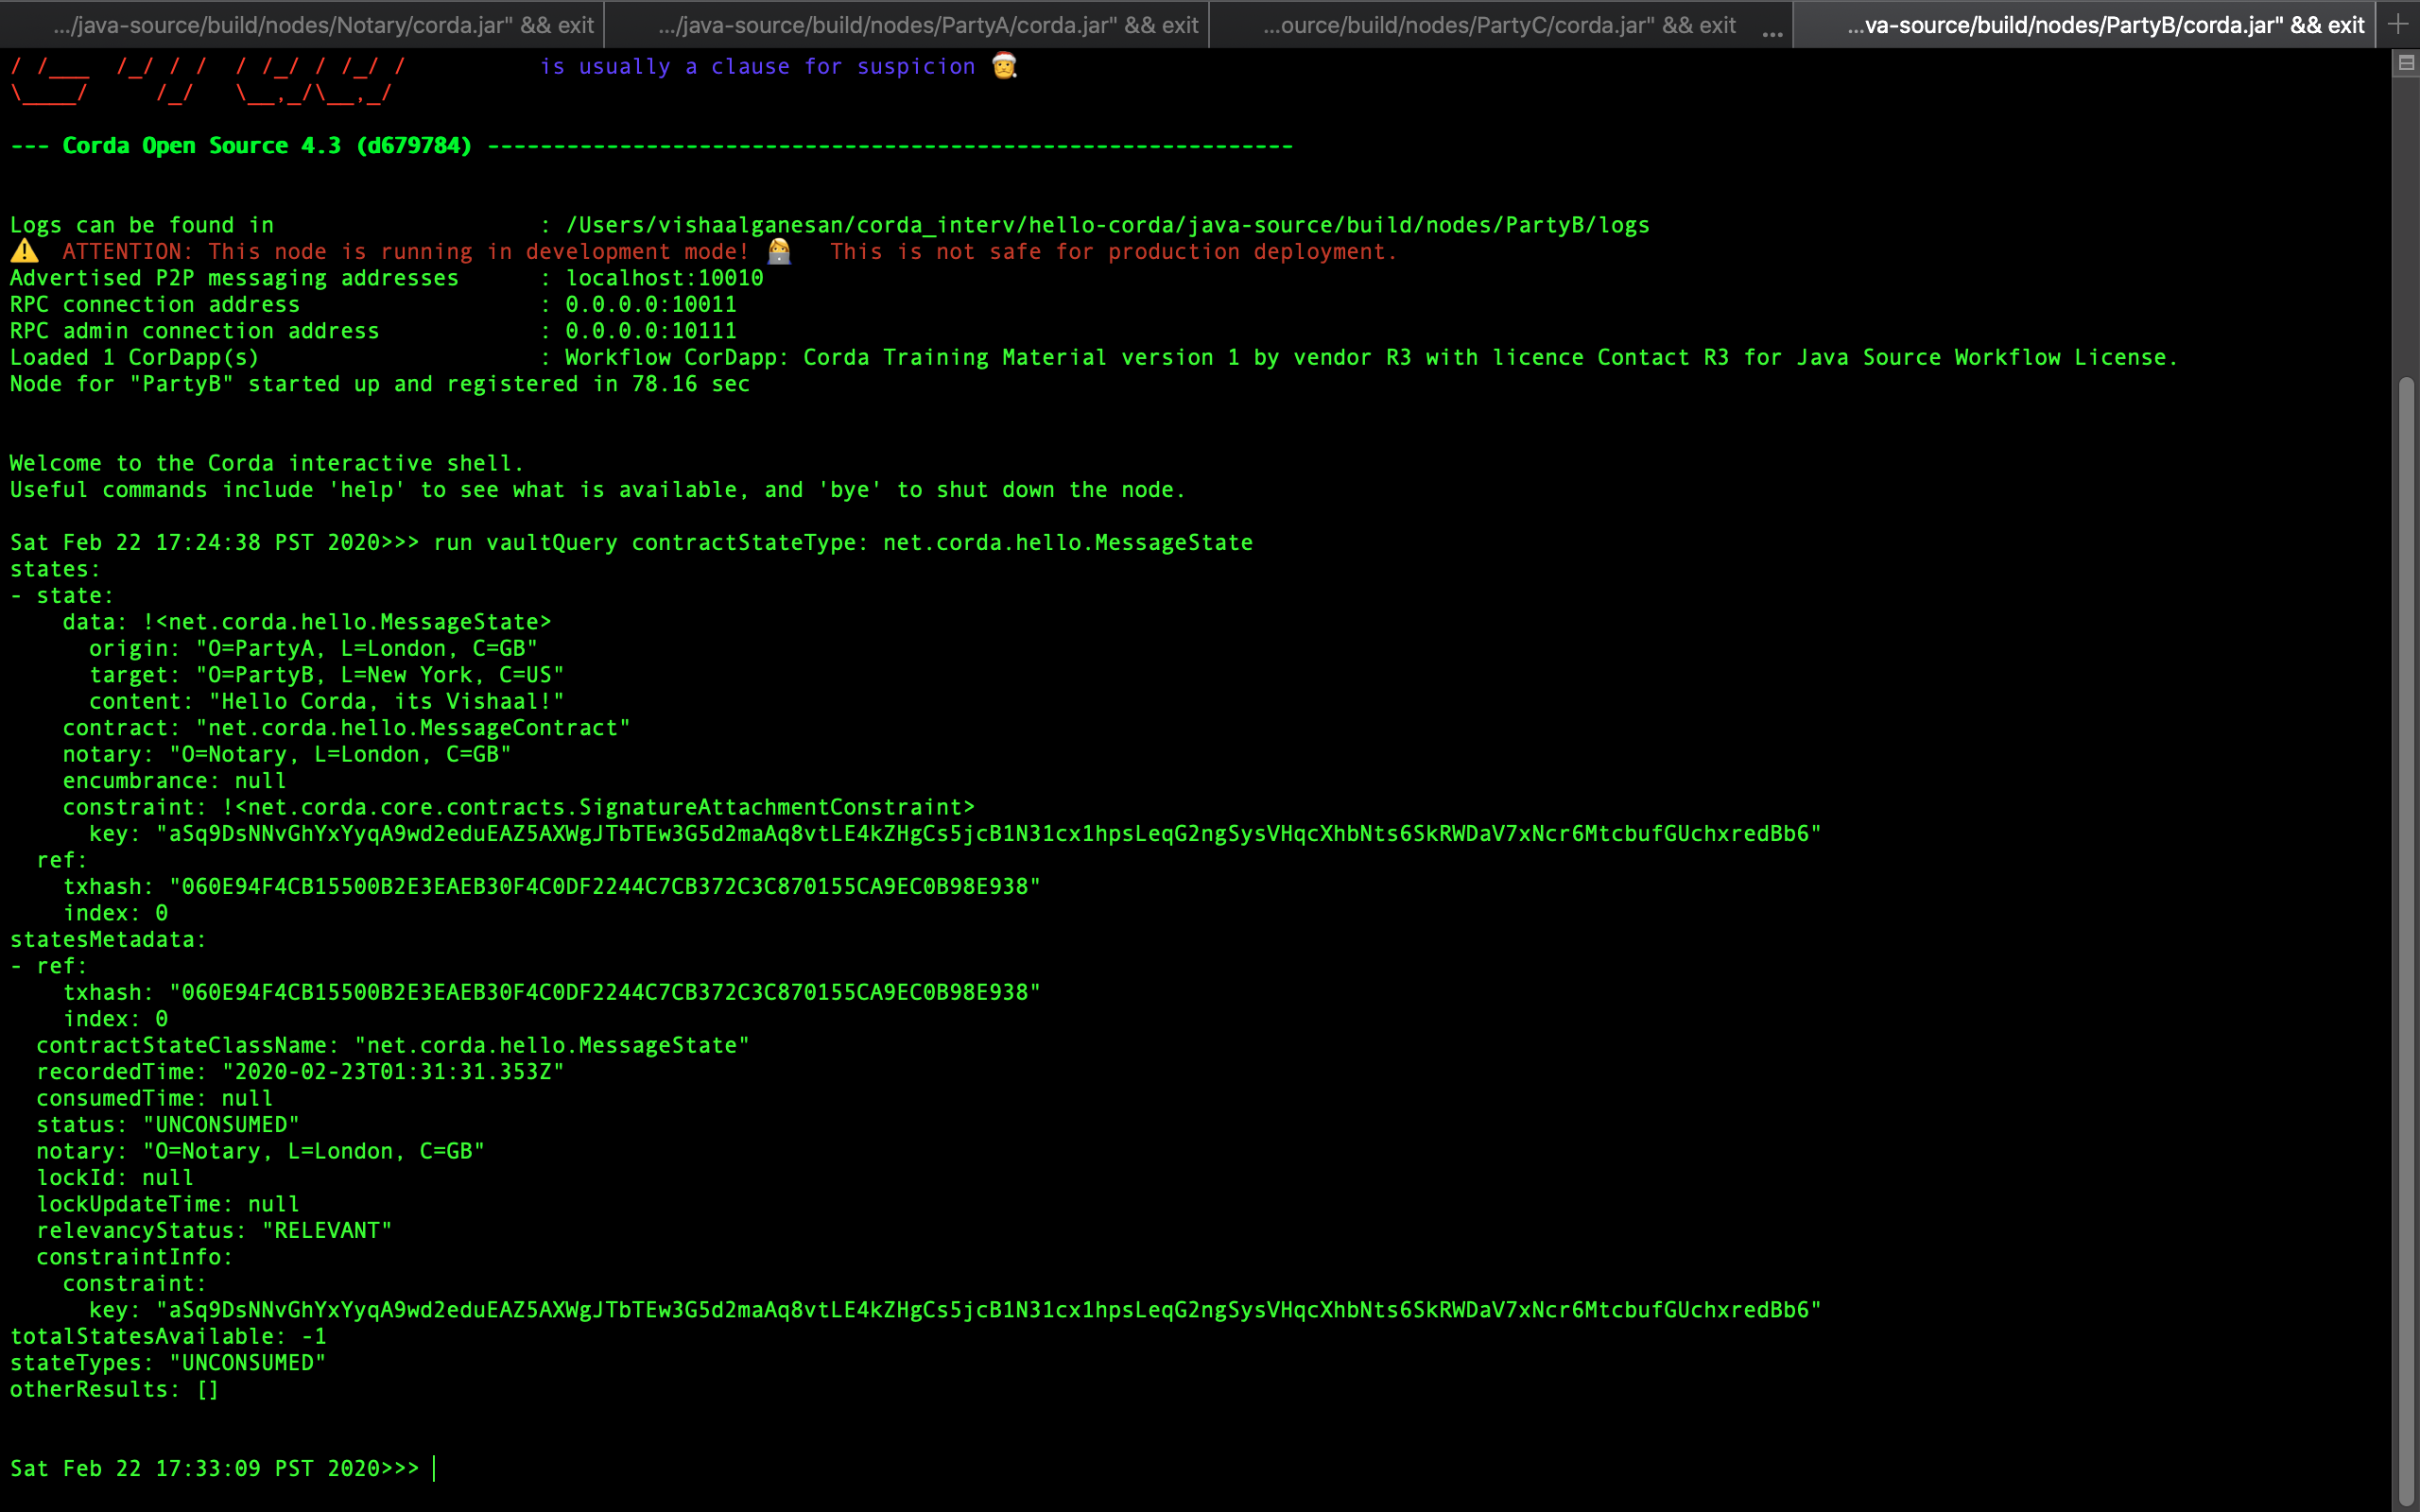 .../java-source/build/nodes/Notary/corda.jar" && exit
.../java-source/build/nodes/PartyA/corda.jar" && exit
...ource/build/nodes/PartyC/corda.jar" && exit ...
...va-source/build/nodes/PartyB/corda.jar" && exit
is usually a clause for suspicion 🎅
--- Corda Open Source 4.3 (d679784) -------------------------------------------------------------
Logs can be found in : /Users/vishaalganesan/corda_interv/hello-corda/java-source/build/nodes/PartyB/logs
⚠️ ATTENTION: This node is running in development mode! 👩‍💻 This is not safe for production deployment.
Advertised P2P messaging addresses : localhost:10010
RPC connection address : 0.0.0.0:10011
RPC admin connection address : 0.0.0.0:10111
Loaded 1 CorDapp(s) : Workflow CorDapp: Corda Training Material version 1 by vendor R3 with licence Contact R3 for Java Source Workflow License.
Node for "PartyB" started up and registered in 78.16 sec
Welcome to the Corda interactive shell.
Useful commands include 'help' to see what is available, and 'bye' to shut down the node.
Sat Feb 22 17:24:38 PST 2020>>> run vaultQuery contractStateType: net.corda.hello.MessageState
states:
- state:
data: !<net.corda.hello.MessageState>
origin: "O=PartyA, L=London, C=GB"
target: "O=PartyB, L=New York, C=US"
content: "Hello Corda, its Vishaal!"
contract: "net.corda.hello.MessageContract"
notary: "O=Notary, L=London, C=GB"
encumbrance: null
constraint: !<net.corda.core.contracts.SignatureAttachmentConstraint>
key: "aSq9DsNNvGhYxYyqA9wd2eduEAZ5AXWgJTbTEw3G5d2maAq8vtLE4kZHgCs5jcB1N31cx1hpsLeqG2ngSysVHqcXhbNts6SkRWDaV7xNcr6MtcbufGUchxredBb6"
ref:
txhash: "060E94F4CB15500B2E3EAEB30F4C0DF2244C7CB372C3C870155CA9EC0B98E938"
index: 0
statesMetadata:
- ref:
txhash: "060E94F4CB15500B2E3EAEB30F4C0DF2244C7CB372C3C870155CA9EC0B98E938"
index: 0
contractStateClassName: "net.corda.hello.MessageState"
recordedTime: "2020-02-23T01:31:31.353Z"
consumedTime: null
status: "UNCONSUMED"
notary: "O=Notary, L=London, C=GB"
lockId: null
lockUpdateTime: null
relevancyStatus: "RELEVANT"
constraintInfo:
constraint:
key: "aSq9DsNNvGhYxYyqA9wd2eduEAZ5AXWgJTbTEw3G5d2maAq8vtLE4kZHgCs5jcB1N31cx1hpsLeqG2ngSysVHqcXhbNts6SkRWDaV7xNcr6MtcbufGUchxredBb6"
totalStatesAvailable: -1
stateTypes: "UNCONSUMED"
otherResults: []
Sat Feb 22 17:33:09 PST 2020>>>